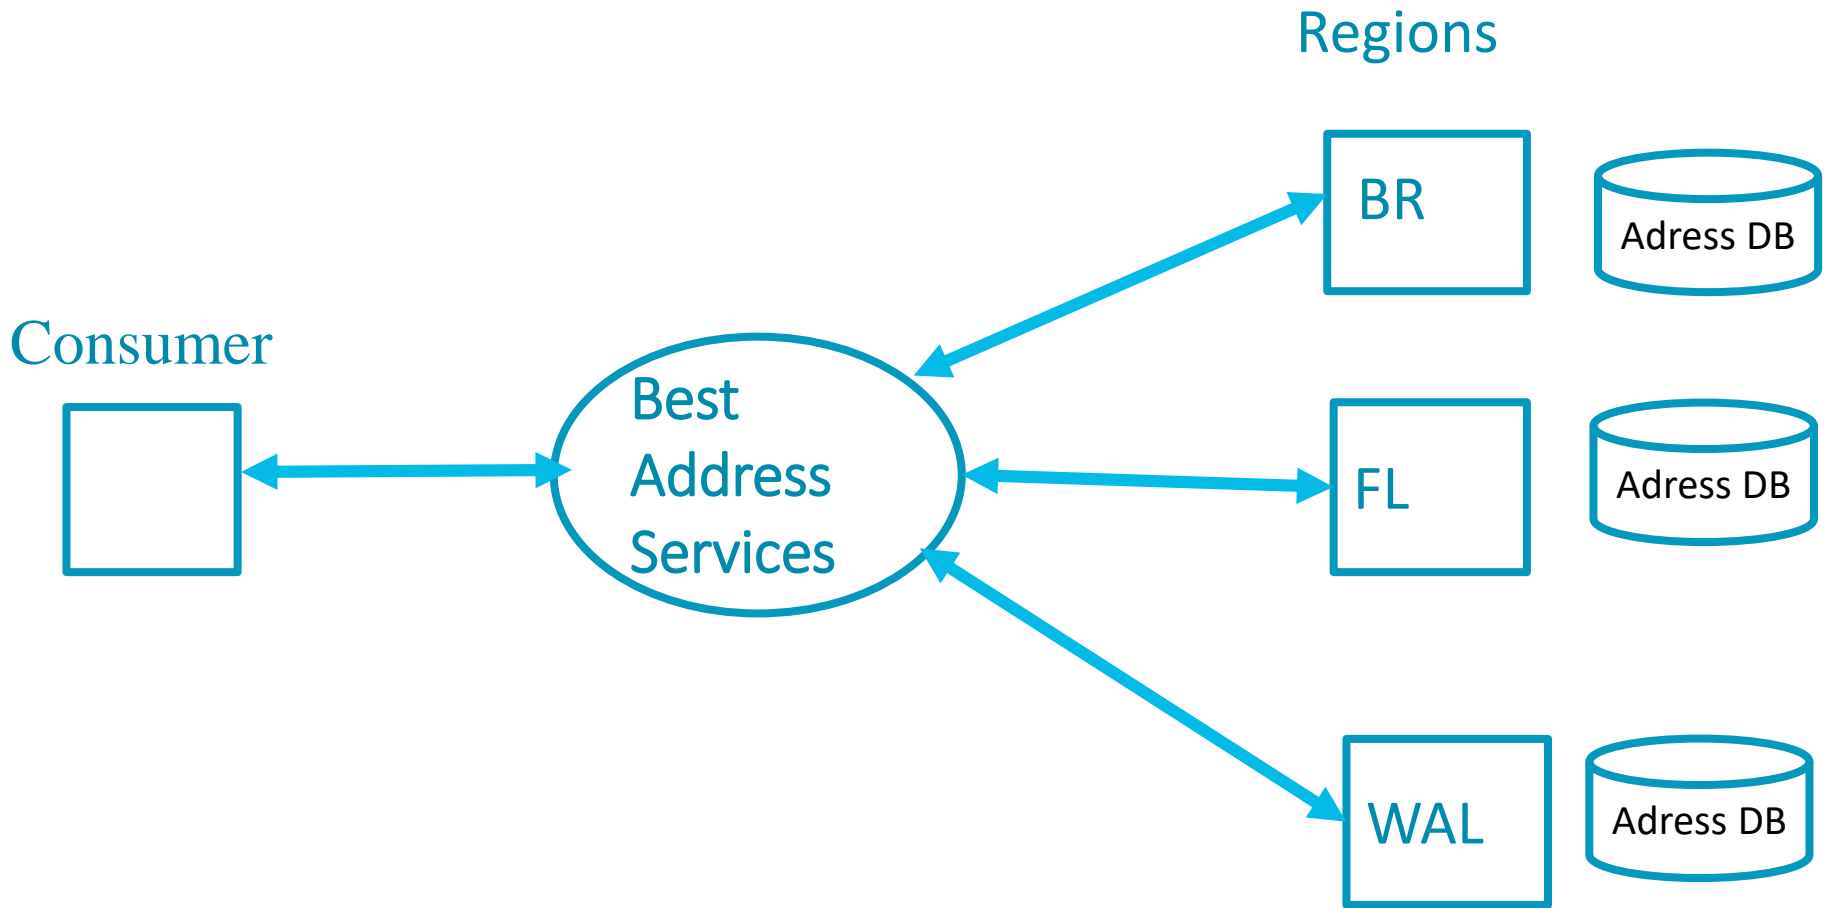 Regions
BR
Adress DB
Consumer
Best
Address
Services
FL
Adress DB
WAL
Adress DB